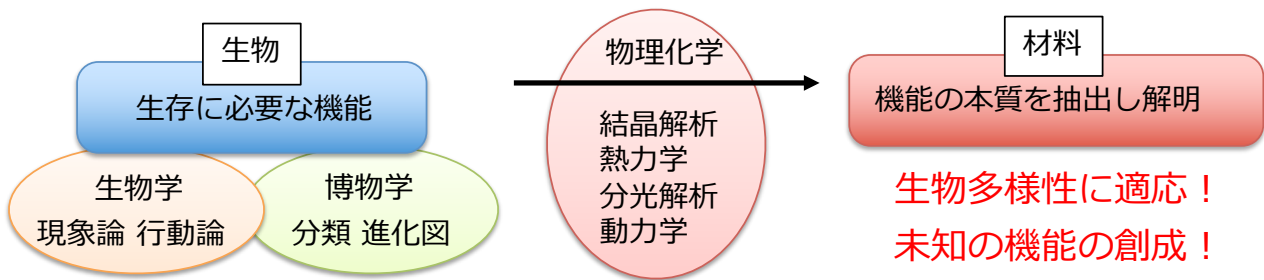 生物
生存に必要な機能
生物学
現象論 行動論
博物学
分類 進化図
物理化学
結晶解析
熱力学
分光解析
動力学
材料
機能の本質を抽出し解明
生物多様性に適応！
未知の機能の創成！